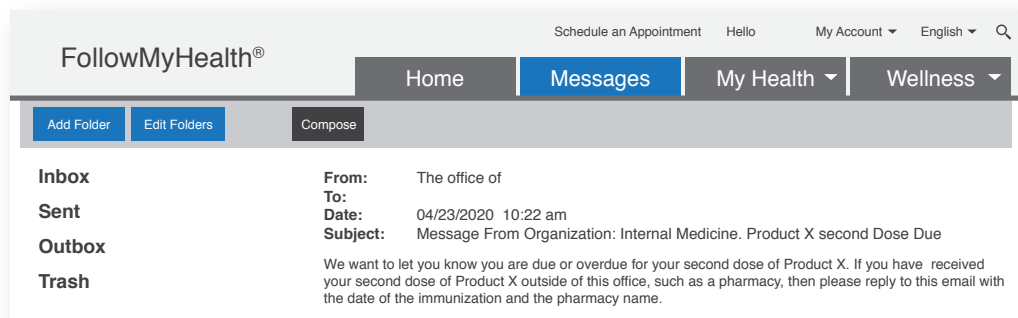 Schedule an Appointment Hello My Account English
FollowMyHealth®
Home Messages My Health Wellness
Add Folder Edit Folders Compose
Inbox
Sent
Outbox
Trash
From: The office of
To:
Date: 04/23/2020 10:22 am
Subject: Message From Organization: Internal Medicine. Product X second Dose Due
We want to let you know you are due or overdue for your second dose of Product X. If you have received
your second dose of Product X outside of this office, such as a pharmacy, then please reply to this email with
the date of the immunization and the pharmacy name.